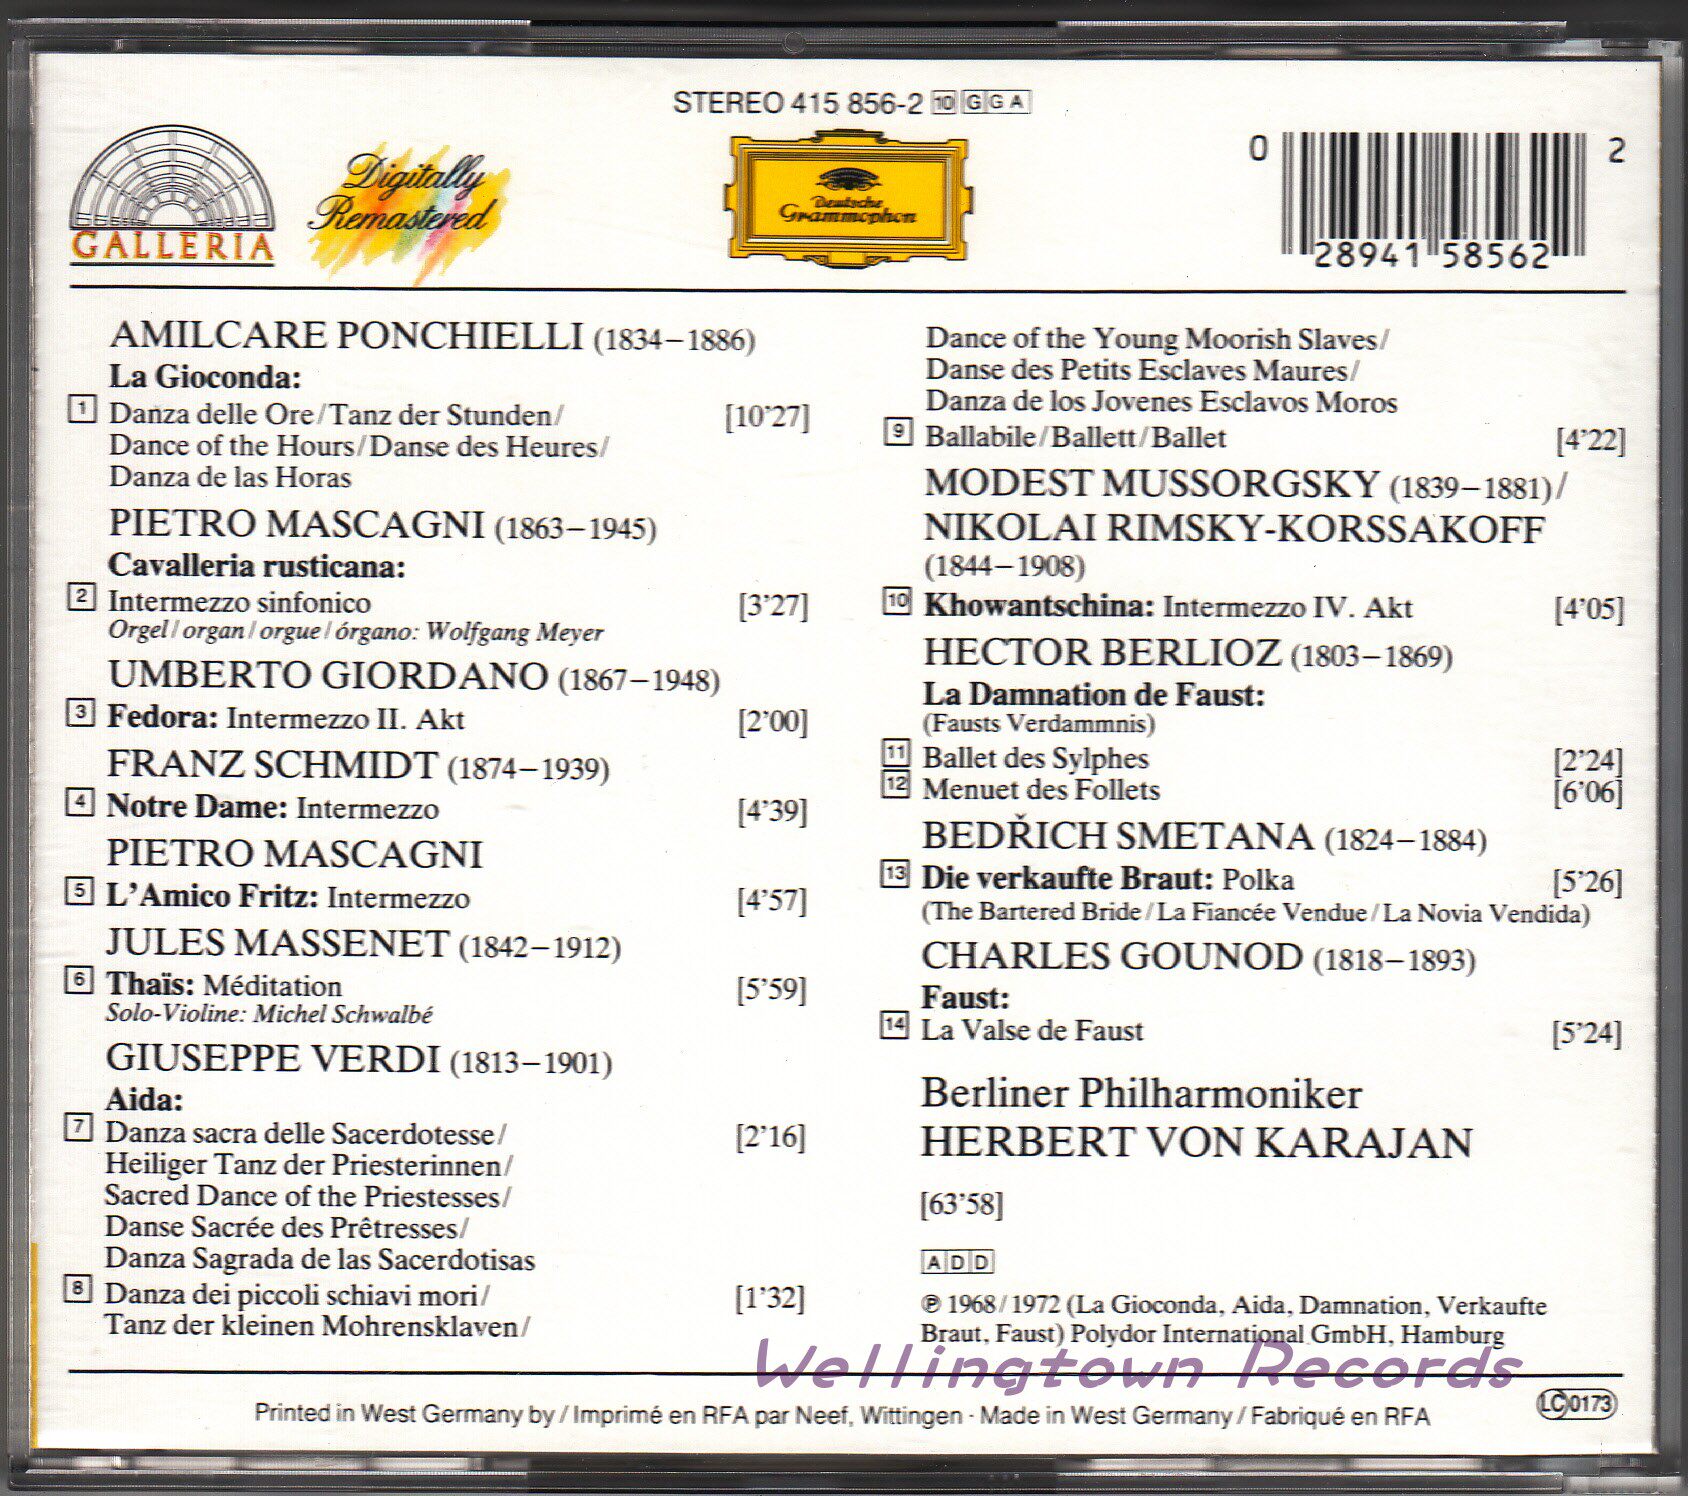 STEREO 415 856-2 10 GGA
GALLERIA
Digitally
Remastered
Deutsche
Grammophon
0 28941 58562 2
AMILCARE PONCHIELLI (1834–1886)
La Gioconda:
1 Danza delle Ore/Tanz der Stunden/ [10'27]
Dance of the Hours/Danse des Heures/
Danza de las Horas
PIETRO MASCAGNI (1863–1945)
Cavalleria rusticana:
2 Intermezzo sinfonico [3'27]
Orgel/organ/orgue/órgano: Wolfgang Meyer
UMBERTO GIORDANO (1867–1948)
3 Fedora: Intermezzo II. Akt [2'00]
FRANZ SCHMIDT (1874–1939)
4 Notre Dame: Intermezzo [4'39]
PIETRO MASCAGNI
5 L'Amico Fritz: Intermezzo [4'57]
JULES MASSENET (1842–1912)
6 Thaïs: Méditation [5'59]
Solo-Violine: Michel Schwalbé
GIUSEPPE VERDI (1813–1901)
Aida:
7 Danza sacra delle Sacerdotesse/ [2'16]
Heiliger Tanz der Priesterinnen/
Sacred Dance of the Priestesses/
Danse Sacrée des Prêtresses/
Danza Sagrada de las Sacerdotisas
8 Danza dei piccoli schiavi mori/ [1'32]
Tanz der kleinen Mohrensklaven/
Dance of the Young Moorish Slaves/
Danse des Petits Esclaves Maures/
Danza de los Jovenes Esclavos Moros
9 Ballabile/Ballett/Ballet [4'22]
MODEST MUSSORGSKY (1839–1881)/
NIKOLAI RIMSKY-KORSSAKOFF
(1844–1908)
10 Khowantschina: Intermezzo IV. Akt [4'05]
HECTOR BERLIOZ (1803–1869)
La Damnation de Faust:
(Fausts Verdammnis)
11 Ballet des Sylphes [2'24]
12 Menuet des Follets [6'06]
BEDŘICH SMETANA (1824–1884)
13 Die verkaufte Braut: Polka [5'26]
(The Bartered Bride/La Fiancée Vendue/La Novia Vendida)
CHARLES GOUNOD (1818–1893)
Faust:
14 La Valse de Faust [5'24]
Berliner Philharmoniker
HERBERT VON KARAJAN
[63'58]
ADD
℗ 1968/1972 (La Gioconda, Aida, Damnation, Verkaufte
Braut, Faust) Polydor International GmbH, Hamburg
Wellingtown Records
Printed in West Germany by / Imprimé en RFA par Neef, Wittingen · Made in West Germany / Fabriqué en RFA
LC 0173